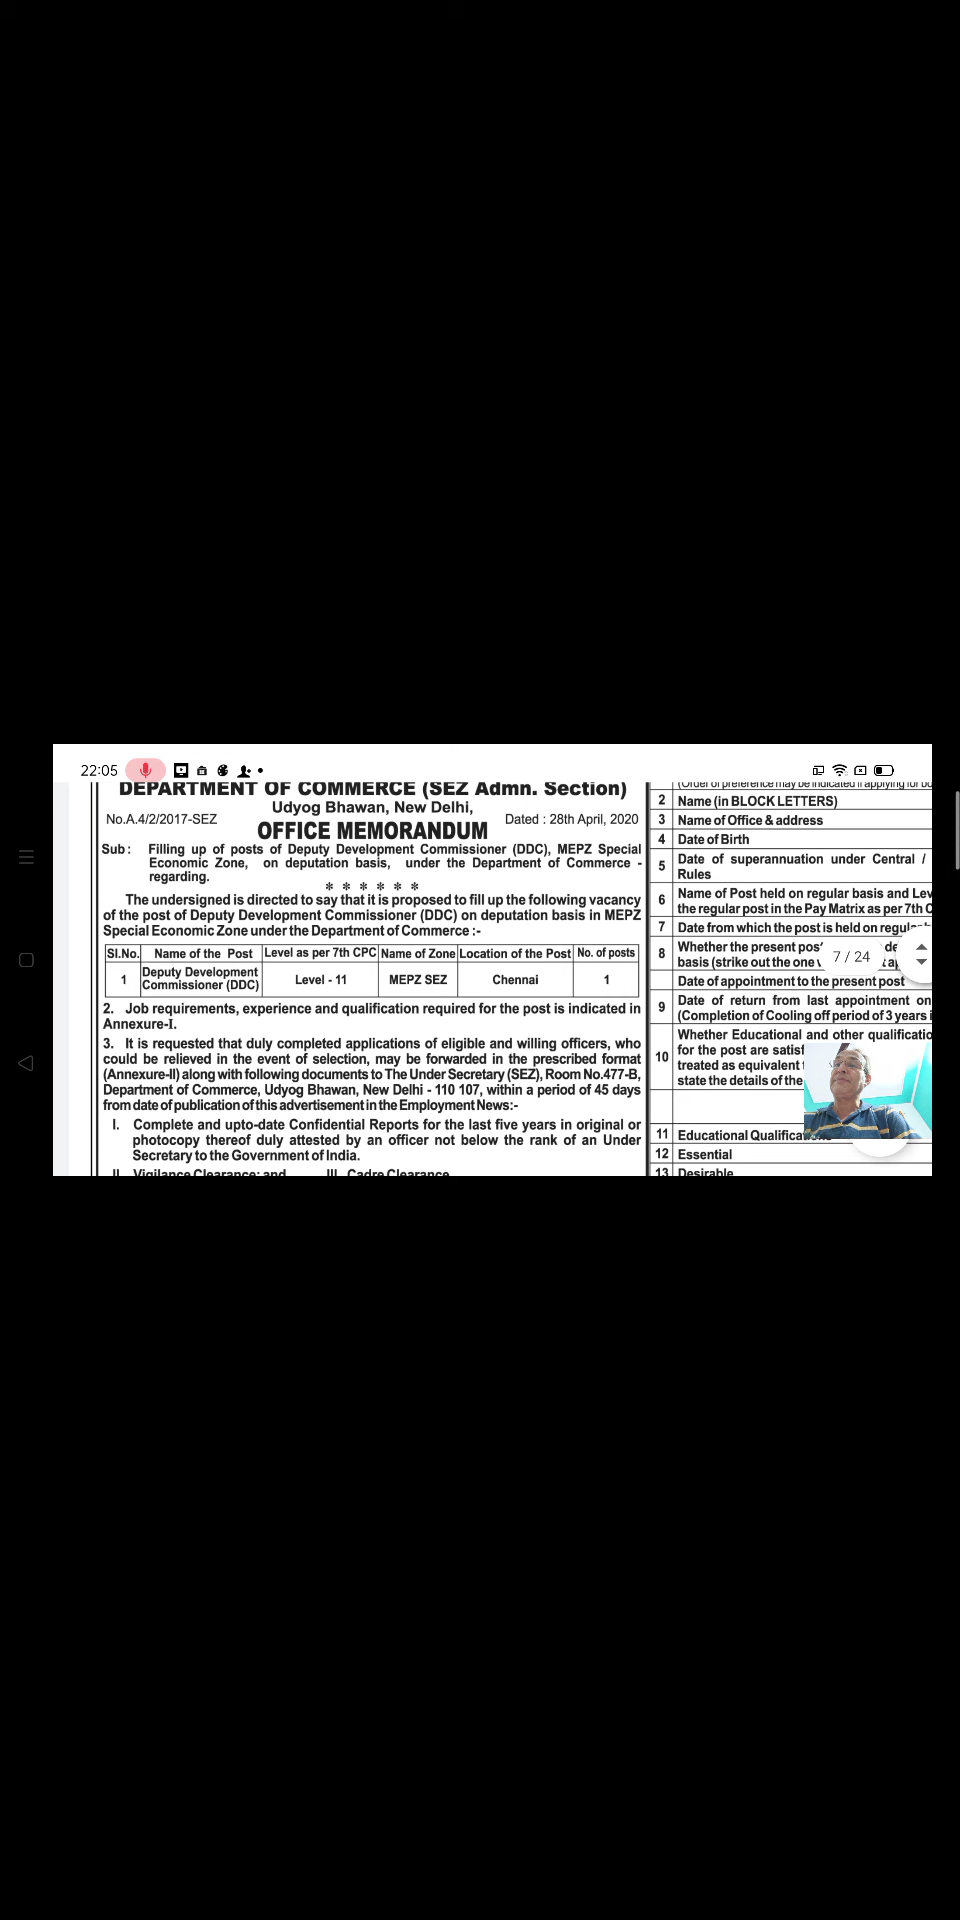 22:05
DEPARTMENT OF COMMERCE (SEZ Admn. Section)
Udyog Bhawan, New Delhi,
No.A.4/2/2017-SEZ
OFFICE MEMORANDUM
Dated : 28th April, 2020
Sub : Filling up of posts of Deputy Development Commissioner (DDC), MEPZ Special
Economic Zone, on deputation basis, under the Department of Commerce -
regarding.
* * * * * *
The undersigned is directed to say that it is proposed to fill up the following vacancy
of the post of Deputy Development Commissioner (DDC) on deputation basis in MEPZ
Special Economic Zone under the Department of Commerce :-
Sl.No. Name of the Post Level as per 7th CPC Name of Zone Location of the Post No. of posts
1 Deputy Development Level - 11 MEPZ SEZ Chennai 1
Commissioner (DDC)
2. Job requirements, experience and qualification required for the post is indicated in
Annexure-I.
3. It is requested that duly completed applications of eligible and willing officers, who
could be relieved in the event of selection, may be forwarded in the prescribed format
(Annexure-II) along with following documents to The Under Secretary (SEZ), Room No.477-B,
Department of Commerce, Udyog Bhawan, New Delhi - 110 107, within a period of 45 days
from date of publication of this advertisement in the Employment News:-
I. Complete and upto-date Confidential Reports for the last five years in original or
photocopy thereof duly attested by an officer not below the rank of an Under
Secretary to the Government of India.
II. Vigilance Clearance; and III. Cadre Clearance
(Order of preference may be indicated if applying for
2 Name (in BLOCK LETTERS)
3 Name of Office & address
4 Date of Birth
5 Date of superannuation under Central /
Rules
6 Name of Post held on regular basis and
the regular post in the Pay Matrix as per 7th
7 Date from which the post is held on regular
8 Whether the present
basis (strike out the one
7 / 24
Date of appointment to the present post
9 Date of return from last appointment on
(Completion of Cooling off period of 3 years
10 Whether Educational and other
for the post are
treated as equivalent
state the details of the
11 Educational
12 Essential
13 Desirable